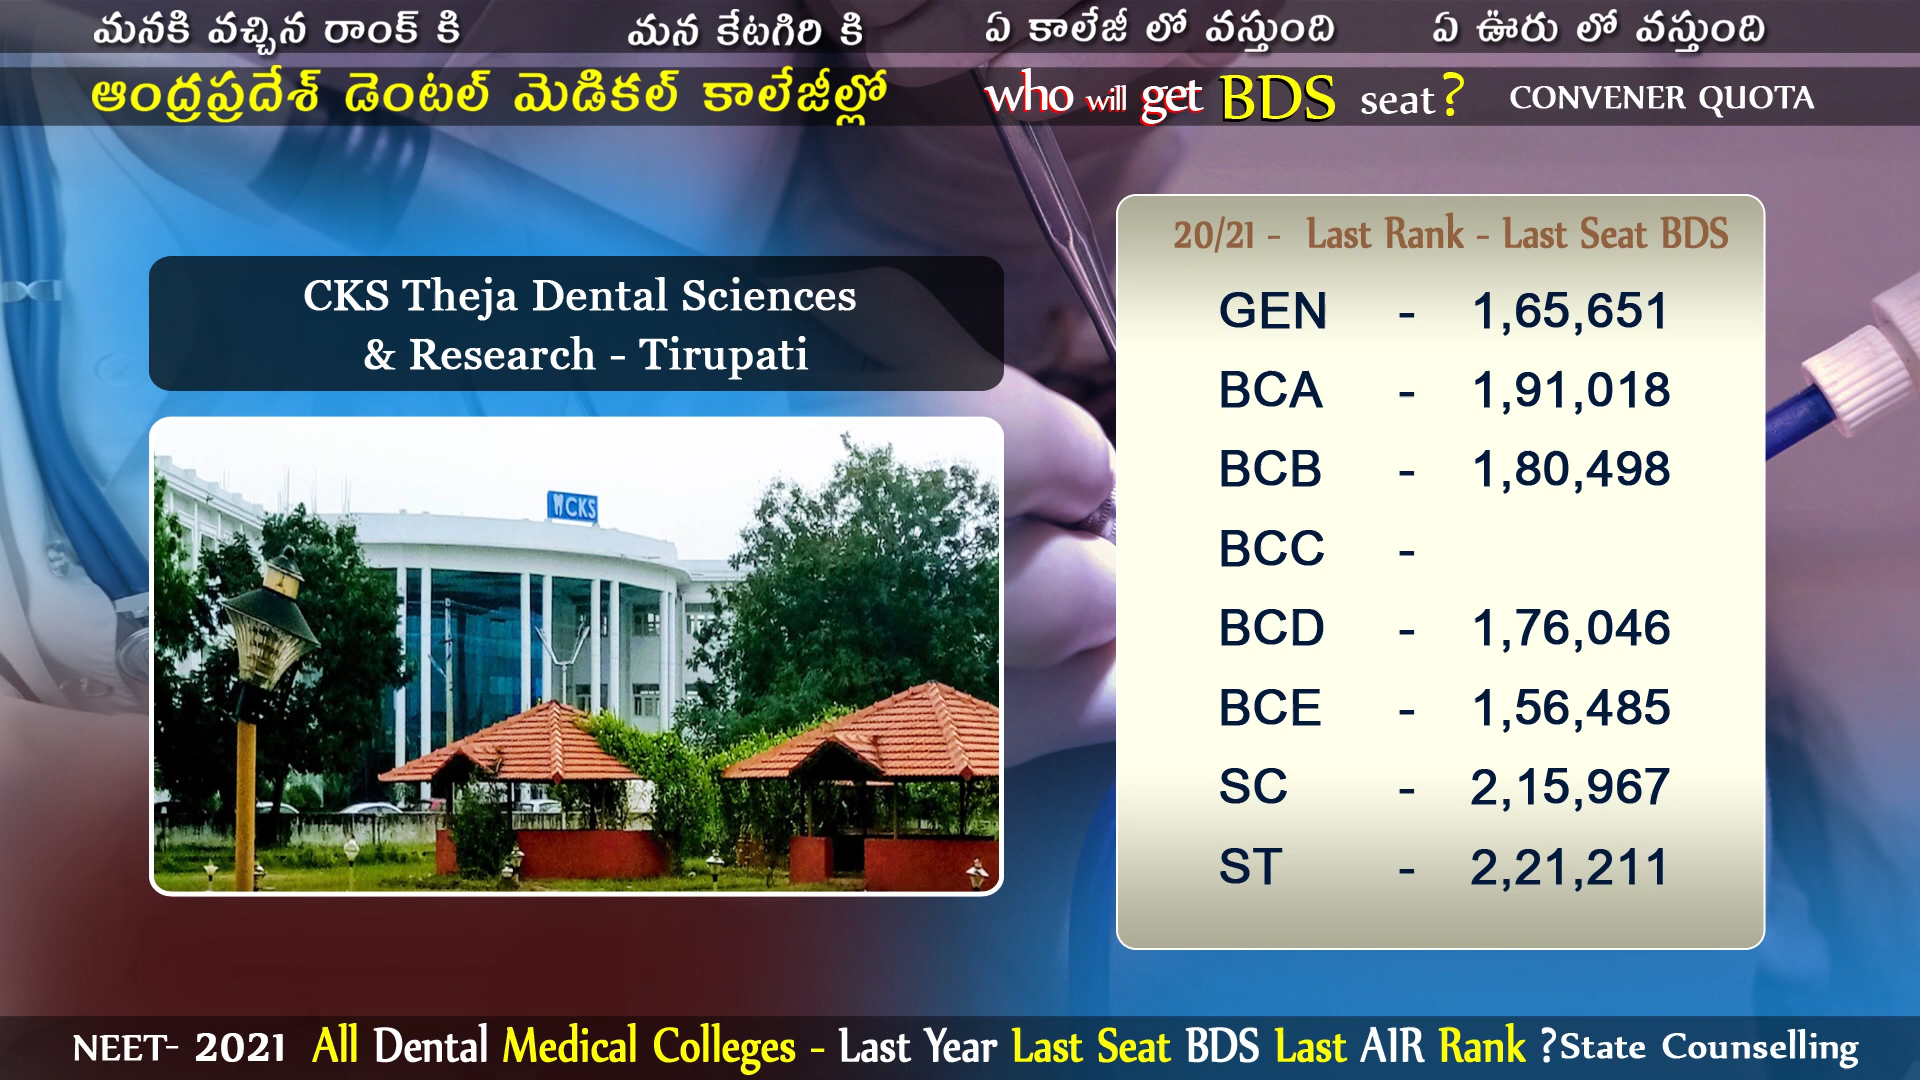 మనకి వచ్చిన రాంక్ కి మన కేటగిరి కి ఏ కాలేజీ లో వస్తుంది ఏ ఊరు లో వస్తుంది
ఆంద్రప్రదేశ్ డెంటల్ మెడికల్ కాలేజీల్లో who will get BDS seat? CONVENER QUOTA
CKS Theja Dental Sciences
& Research - Tirupati
CKS
20/21 - Last Rank - Last Seat BDS
GEN - 1,65,651
BCA - 1,91,018
BCB - 1,80,498
BCC -
BCD - 1,76,046
BCE - 1,56,485
SC - 2,15,967
ST - 2,21,211
NEET- 2021 All Dental Medical Colleges - Last Year Last Seat BDS Last AIR Rank ?State Counselling